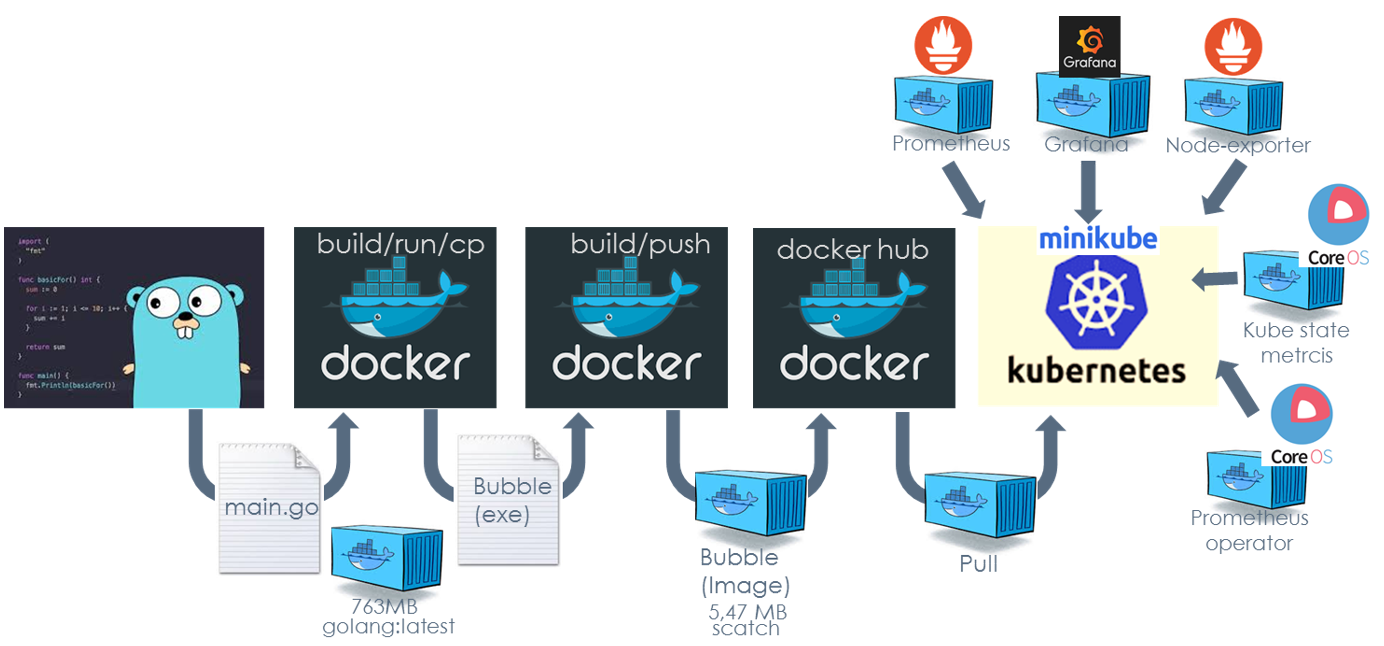 Grafana
Prometheus
Grafana
Node-exporter
import (
"fmt"
)
func basicFor() int {
sum := 0
for i := 1; i <= 10; i++ {
sum += i
}
return sum
}
func main() {
fmt.Println(basicFor())
}
build/run/cp
docker
build/push
docker
docker hub
docker
minikube
kubernetes
Core OS
Kube state
metrcis
Core OS
Prometheus
operator
main.go
763MB
golang:latest
Bubble
(exe)
Bubble
(Image)
5,47 MB
scatch
Pull